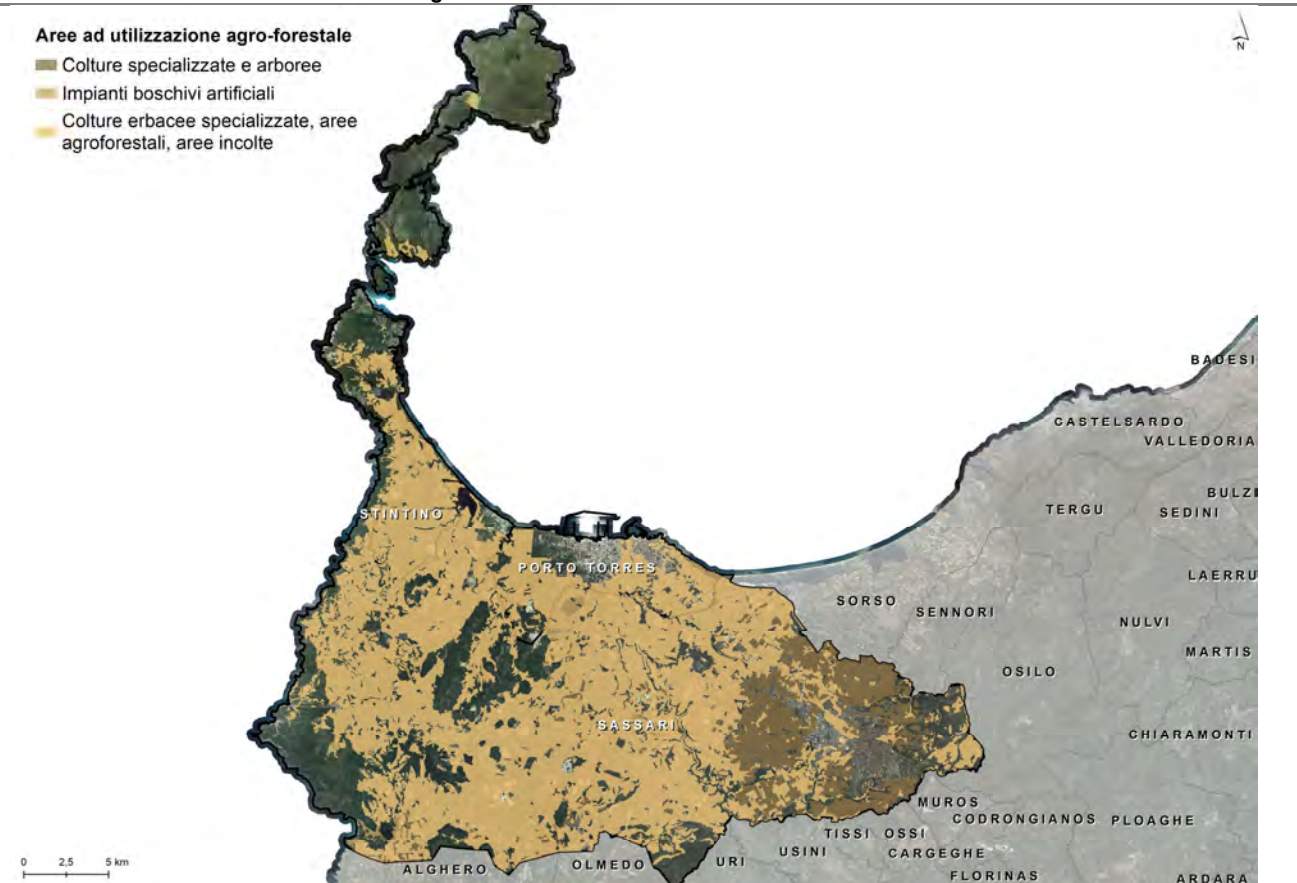 Aree ad utilizzazione agro-forestale
Colture specializzate e arboree
Impianti boschivi artificiali
Colture erbacee specializzate, aree
agroforestali, aree incolte
N
BADESI
CASTELSARDO
VALLEDORIA
BULZI
TERGU
SEDINI
STINTINO
PORTO TORRES
LAERRU
SORSO
SENNORI
NULVI
MARTIS
OSILO
SASSARI
CHIARAMONTI
MUROS
CODRONGIANOS
PLOAGHE
TISSI
OSSI
USINI
CARGEGHE
URI
OLMEDO
ALGHERO
FLORINAS
ARDARA
0 2,5 5 km